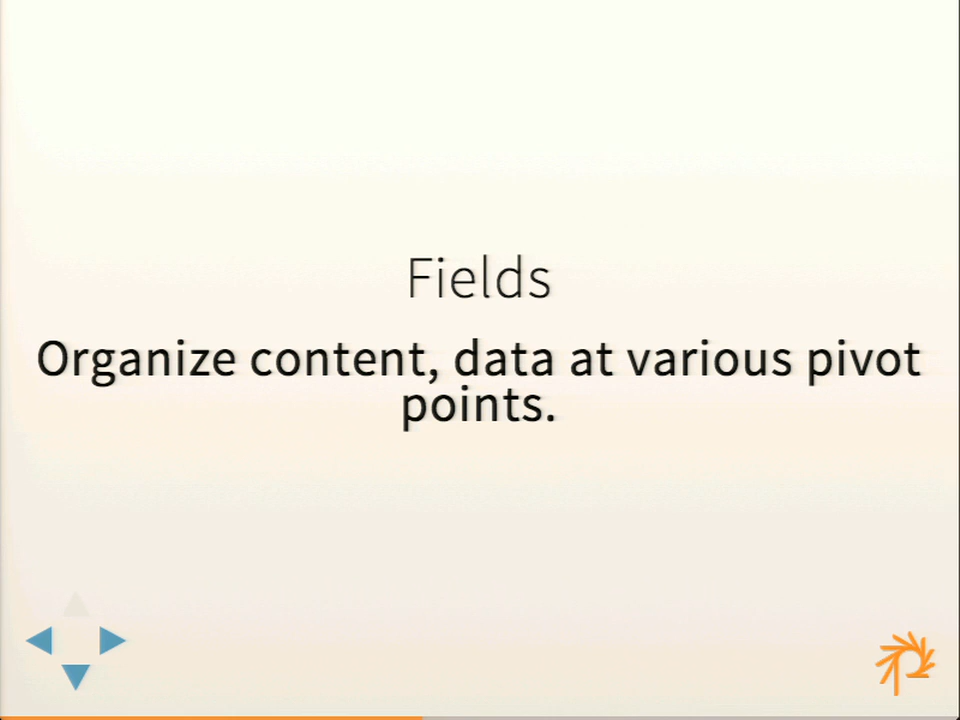 Fields
Organize content, data at various pivot
points.